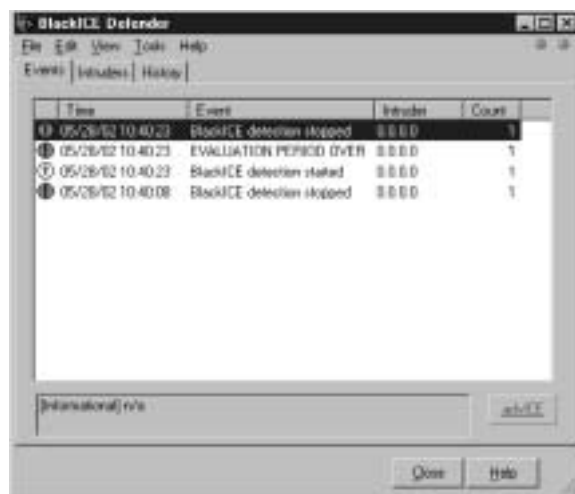 BlackICE Defender
File Edit View Tools Help
Events Intruders History
Time Event Intruder Count
05/28/02 10:40:23 BlackICE detection stopped 0.0.0.0 1
05/28/02 10:40:23 EVALUATION PERIOD OVER 0.0.0.0 1
05/28/02 10:40:23 BlackICE detection started 0.0.0.0 1
05/28/02 10:40:08 BlackICE detection stopped 0.0.0.0 1
[Informational] n/a
advICE
Close Help